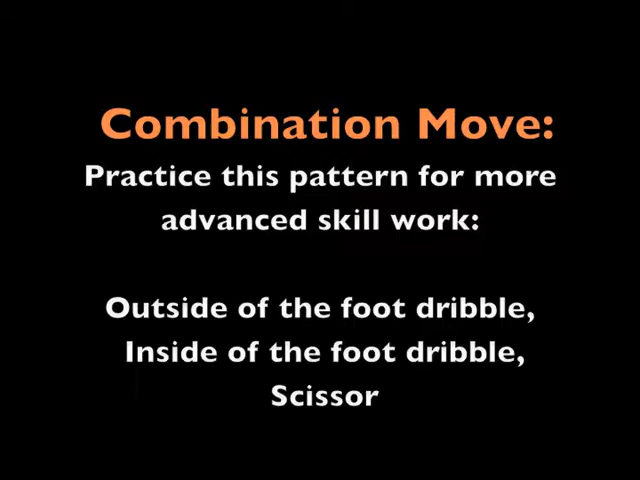 Combination Move:
Practice this pattern for more
advanced skill work:
Outside of the foot dribble,
Inside of the foot dribble,
Scissor